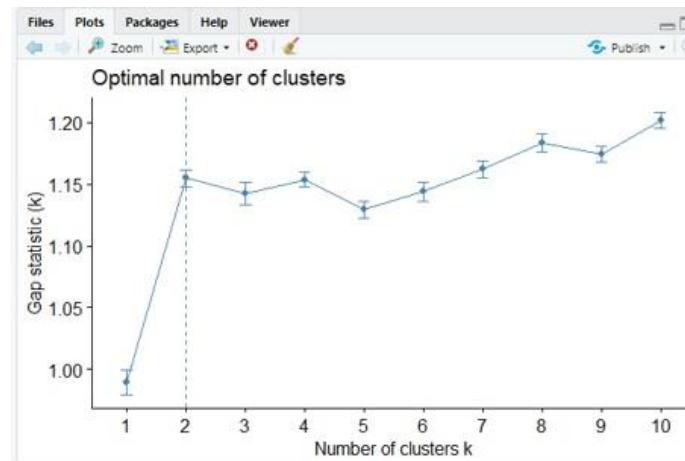 Files Plots Packages Help Viewer
Zoom Export Publish
Optimal number of clusters
Gap statistic (k)
1.20
1.15
1.10
1.05
1.00
1 2 3 4 5 6 7 8 9 10
Number of clusters k